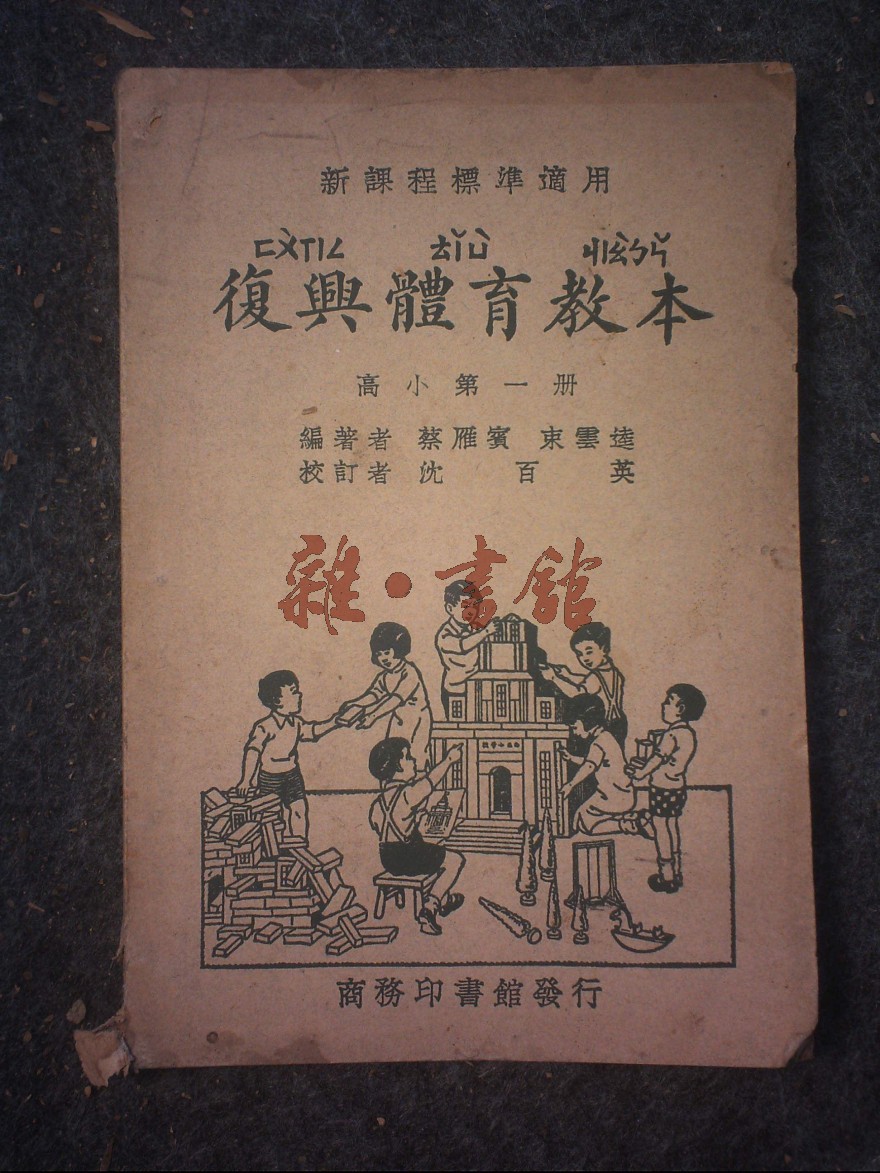 新課程標準適用
ㄈㄨˋㄒㄧㄥ ㄊㄧˇㄩˋ ㄐㄧㄠˋㄅㄣˇ
復興體育教本
高小第一册
編著者 蔡雁賓 束雲逵
校訂者 沈百英
雜·書館
商務印書館發行